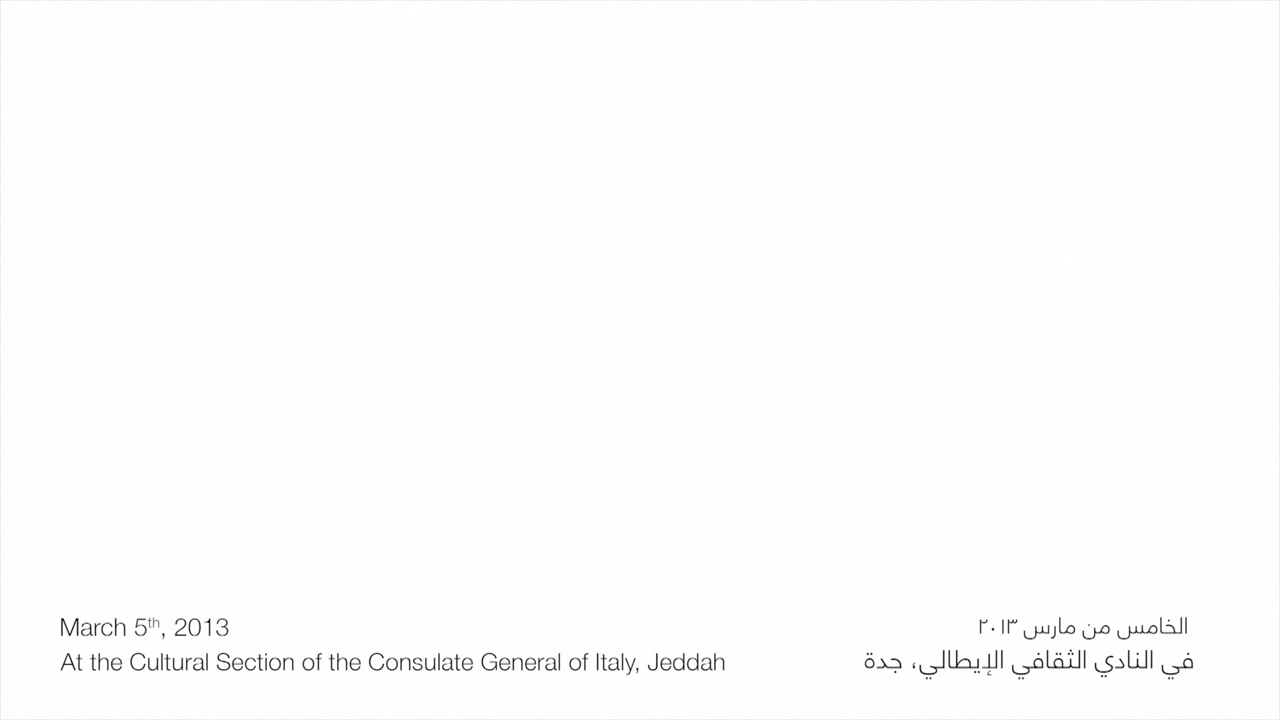 March 5th, 2013
At the Cultural Section of the Consulate General of Italy, Jeddah
الخامس من مارس ٢٠١٣
في النادي الثقافي الإيطالي، جدة